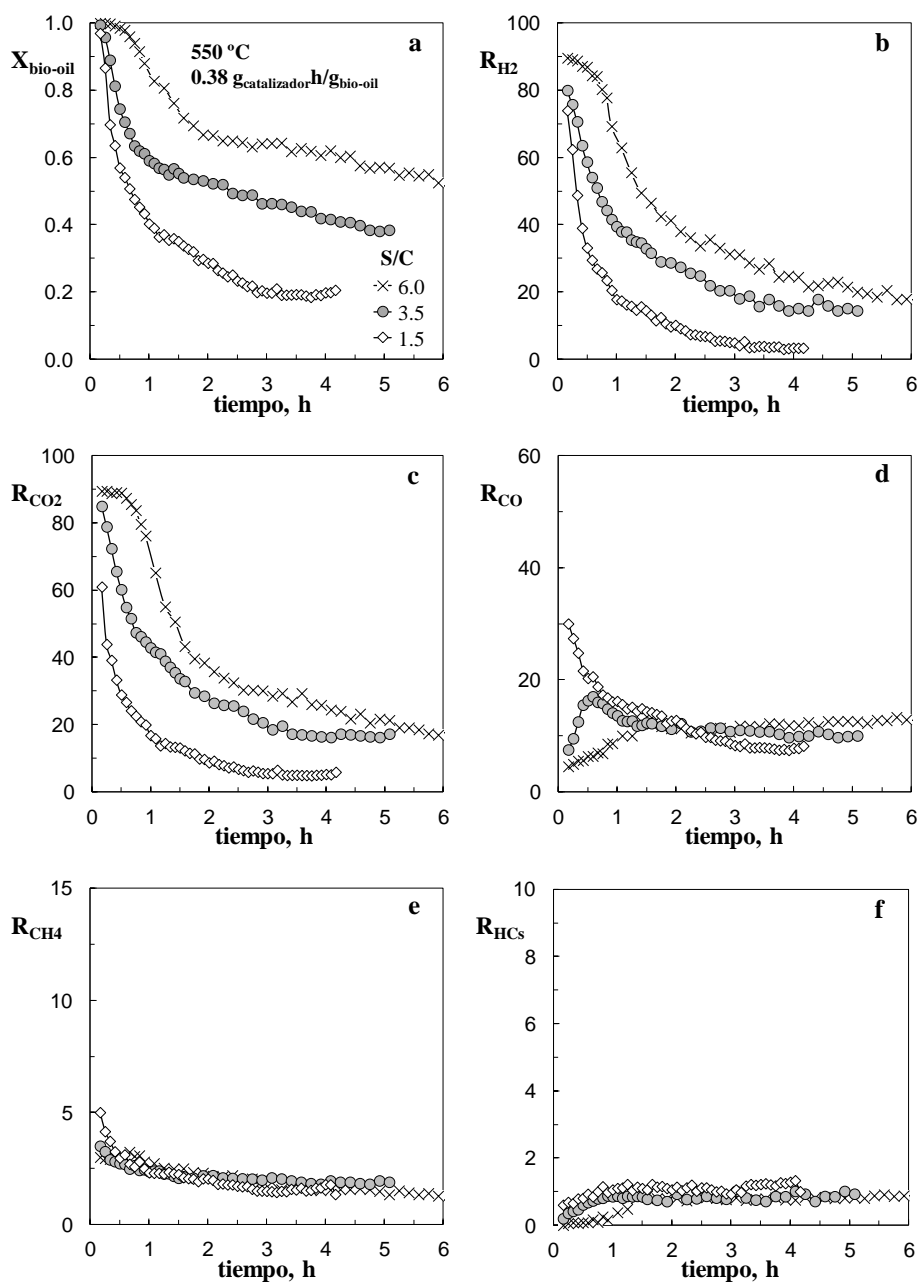 a
X bio-oil
550 ºC
0.38 g catalizador h/g bio-oil
1.0
0.8
0.6
0.4
0.2
0.0
S/C
6.0
3.5
1.5
0 1 2 3 4 5 6
tiempo, h
b
R H2
100
80
60
40
20
0
0 1 2 3 4 5 6
tiempo, h
c
R CO2
100
80
60
40
20
0
0 1 2 3 4 5 6
tiempo, h
d
R CO
60
40
20
0
0 1 2 3 4 5 6
tiempo, h
e
R CH4
15
10
5
0
0 1 2 3 4 5 6
tiempo, h
f
R HCs
10
8
6
4
2
0
0 1 2 3 4 5 6
tiempo, h